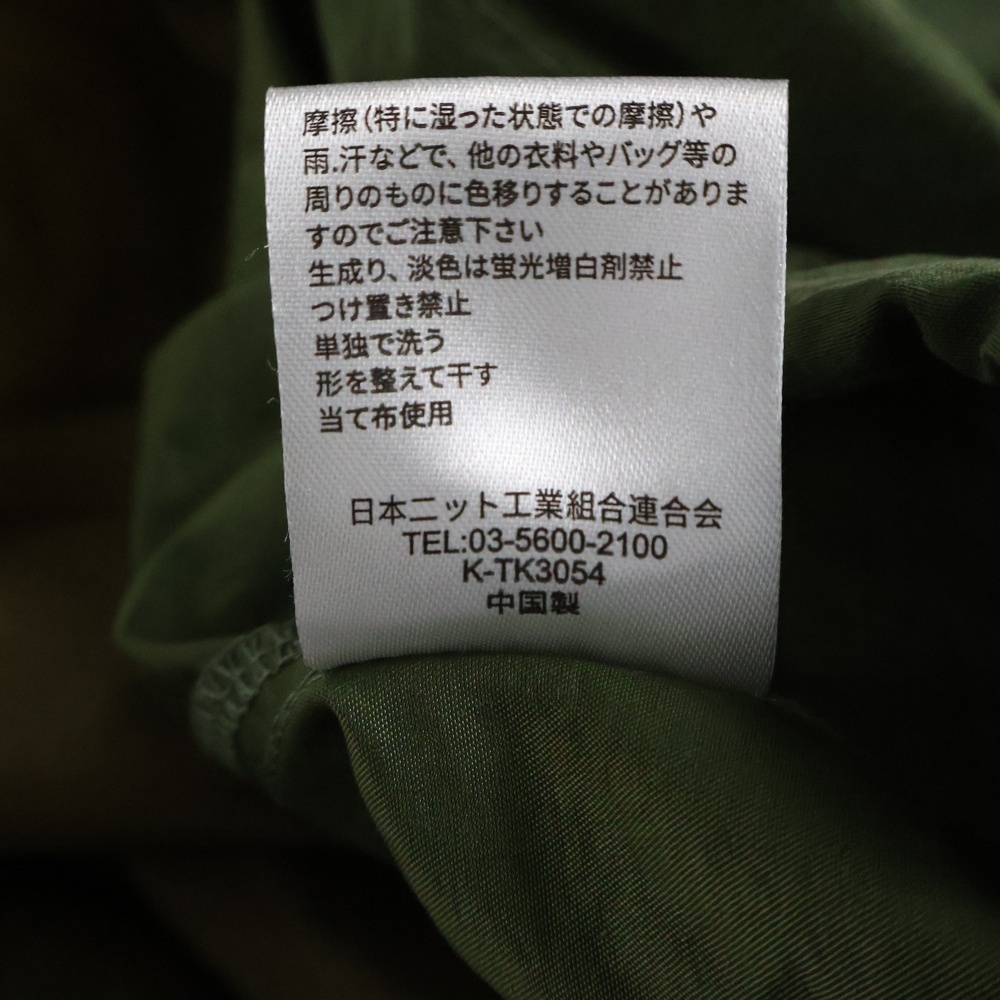 摩擦(特に湿った状態での摩擦)や
雨.汗などで、他の衣料やバッグ等の
周りのものに色移りすることがありま
すのでご注意下さい
生成り、淡色は蛍光増白剤禁止
つけ置き禁止
単独で洗う
形を整えて干す
当て布使用
日本ニット工業組合連合会
TEL:03-5600-2100
K-TK3054
中国製